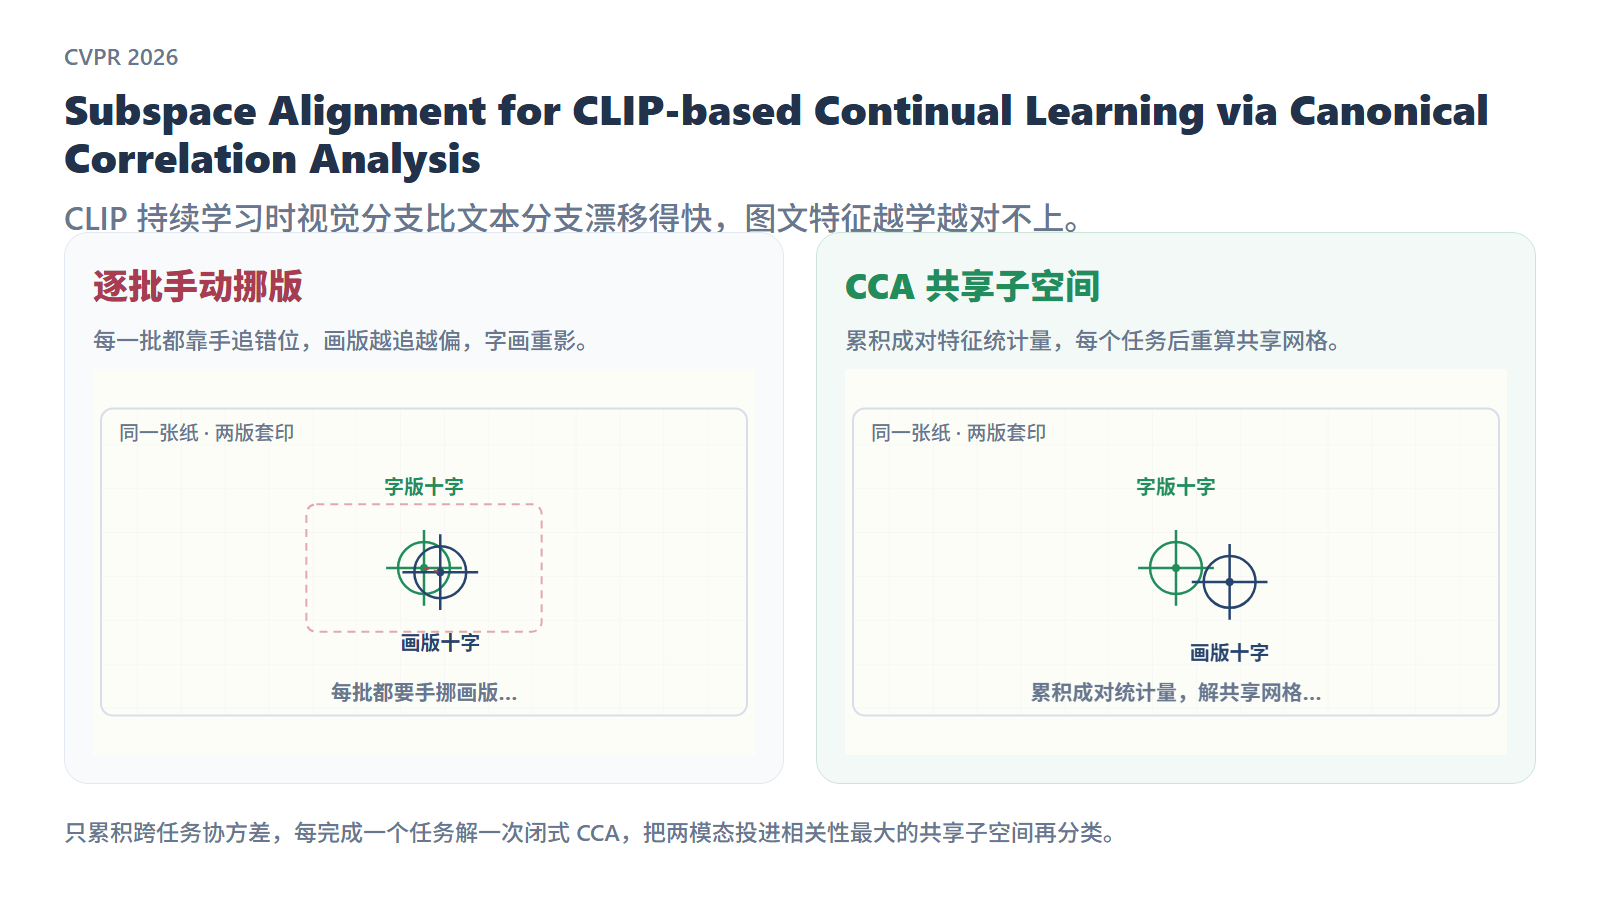 CVPR 2026
Subspace Alignment for CLIP-based Continual Learning via Canonical
Correlation Analysis
CLIP 持续学习时视觉分支比文本分支漂移得快，图文特征越学越对不上。
逐批手动挪版
每一批都靠手追错位，画版越追越偏，字画重影。
同一张纸 · 两版套印
字版十字
画版十字
每批都要手挪画版...
CCA 共享子空间
累积成对特征统计量，每个任务后重算共享网格。
同一张纸 · 两版套印
字版十字
画版十字
累积成对统计量，解共享网格...
只累积跨任务协方差，每完成一个任务解一次闭式 CCA，把两模态投进相关性最大的共享子空间再分类。